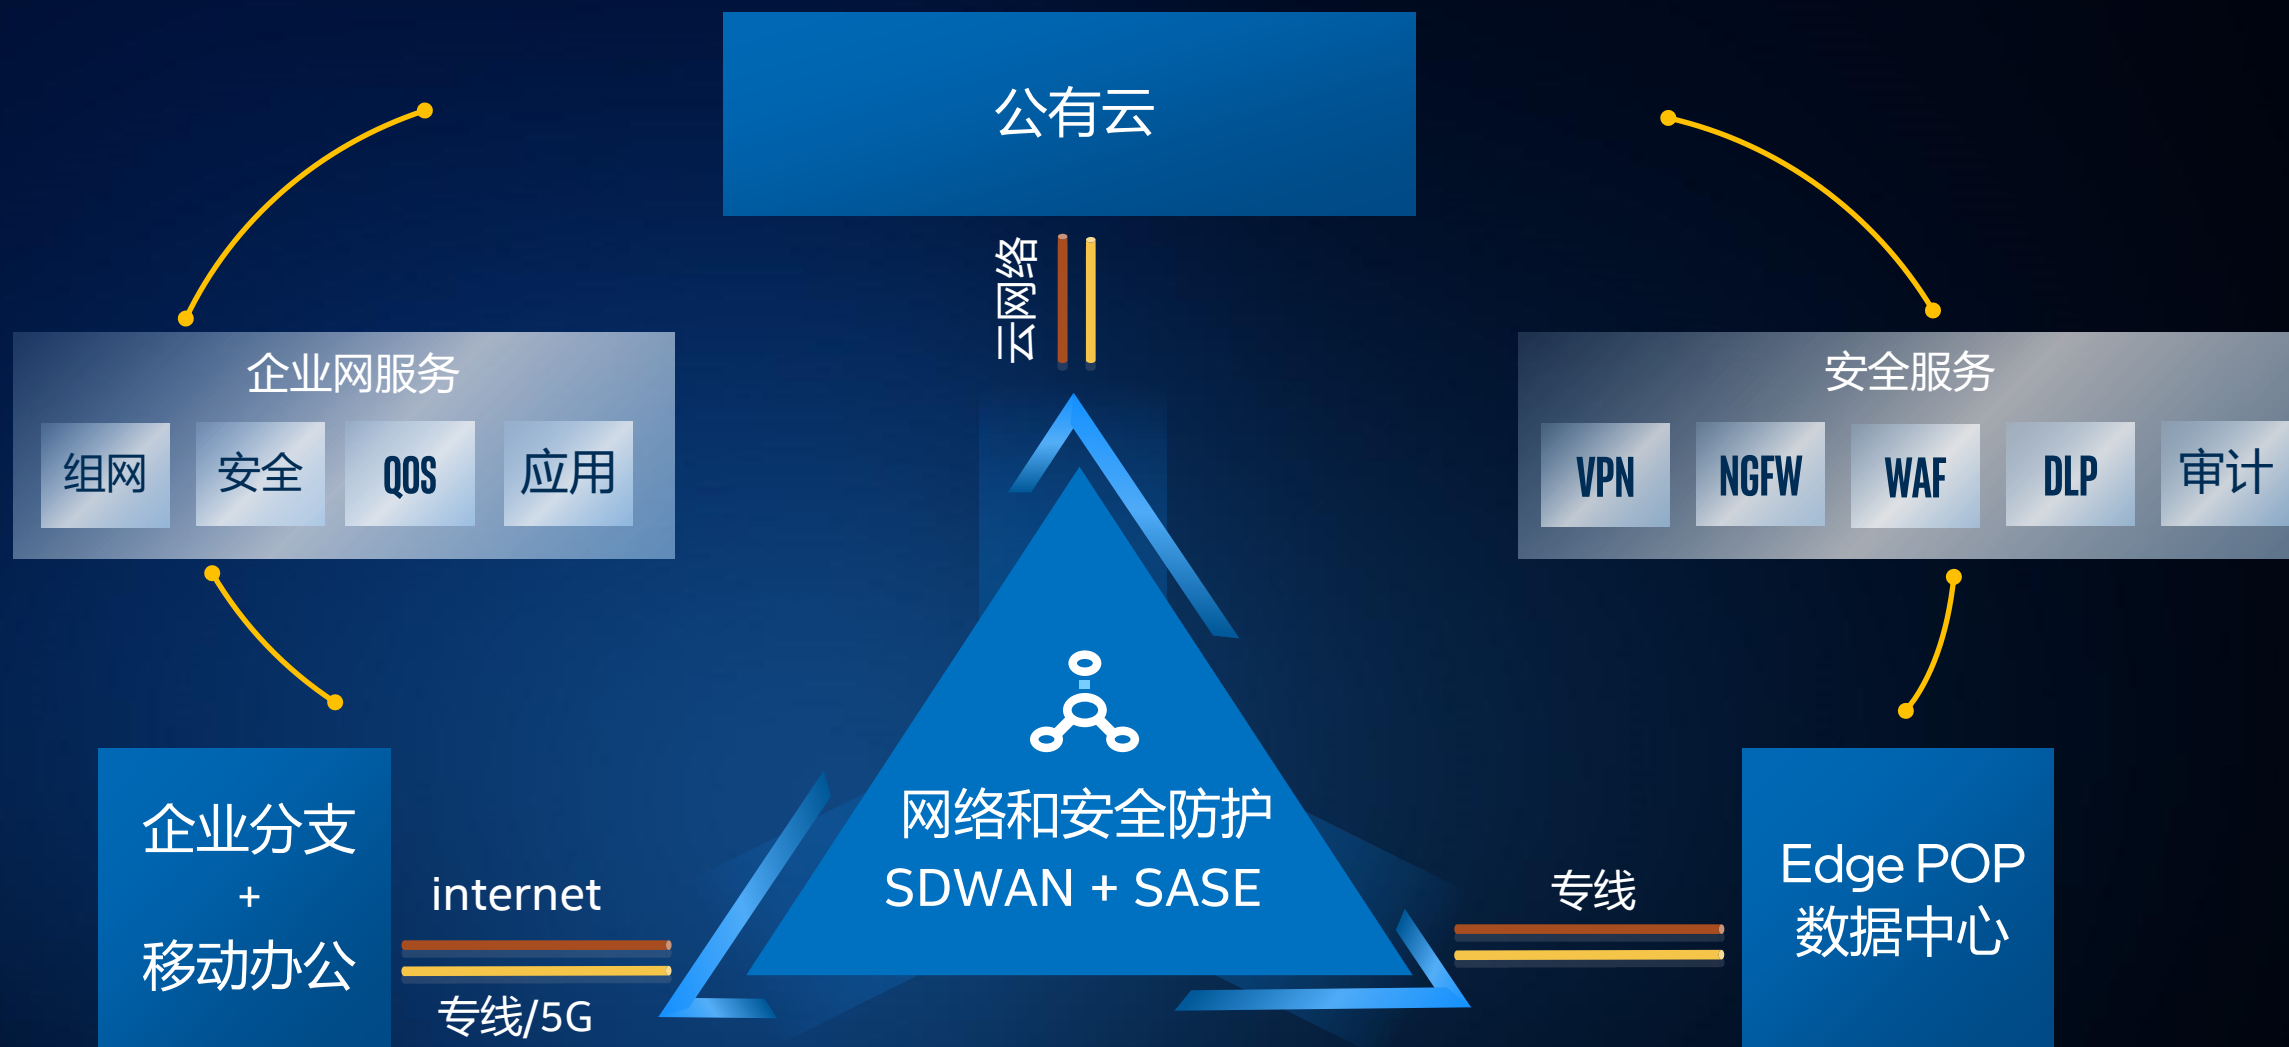 公有云
云网络
企业网服务
组网
安全
QOS
应用
安全服务
VPN
NGFW
WAF
DLP
审计
网络和安全防护
SDWAN + SASE
企业分支
+
移动办公
internet
专线/5G
专线
Edge POP
数据中心